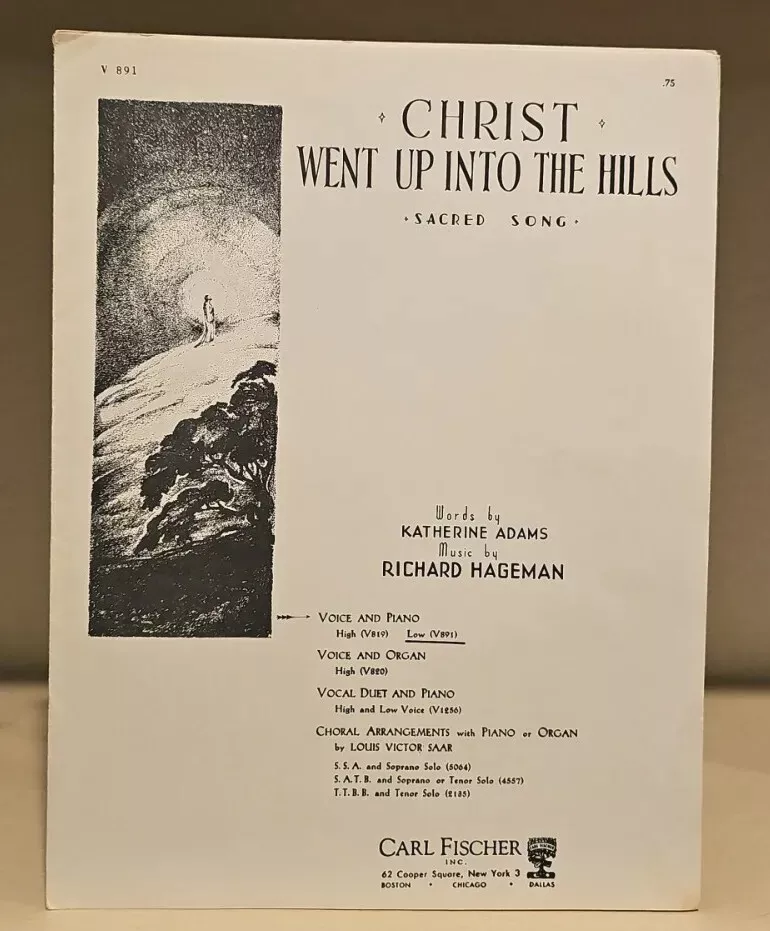 V 891
.75
CHRIST
WENT UP INTO THE HILLS
SACRED SONG
Words by
KATHERINE ADAMS
Music by
RICHARD HAGEMAN
VOICE AND PIANO
High (V819) Low (V891)
VOICE AND ORGAN
High (V820)
VOCAL DUET AND PIANO
High and Low Voice (V1256)
CHORAL ARRANGEMENTS with PIANO or ORGAN
by LOUIS VICTOR SAAR
S. S. A. and Soprano Solo (5064)
S. A. T. B. and Soprano or Tenor Solo (4557)
T. T. B. B. and Tenor Solo (2185)
CARL FISCHER
INC.
62 Cooper Square, New York 3
BOSTON • CHICAGO • DALLAS